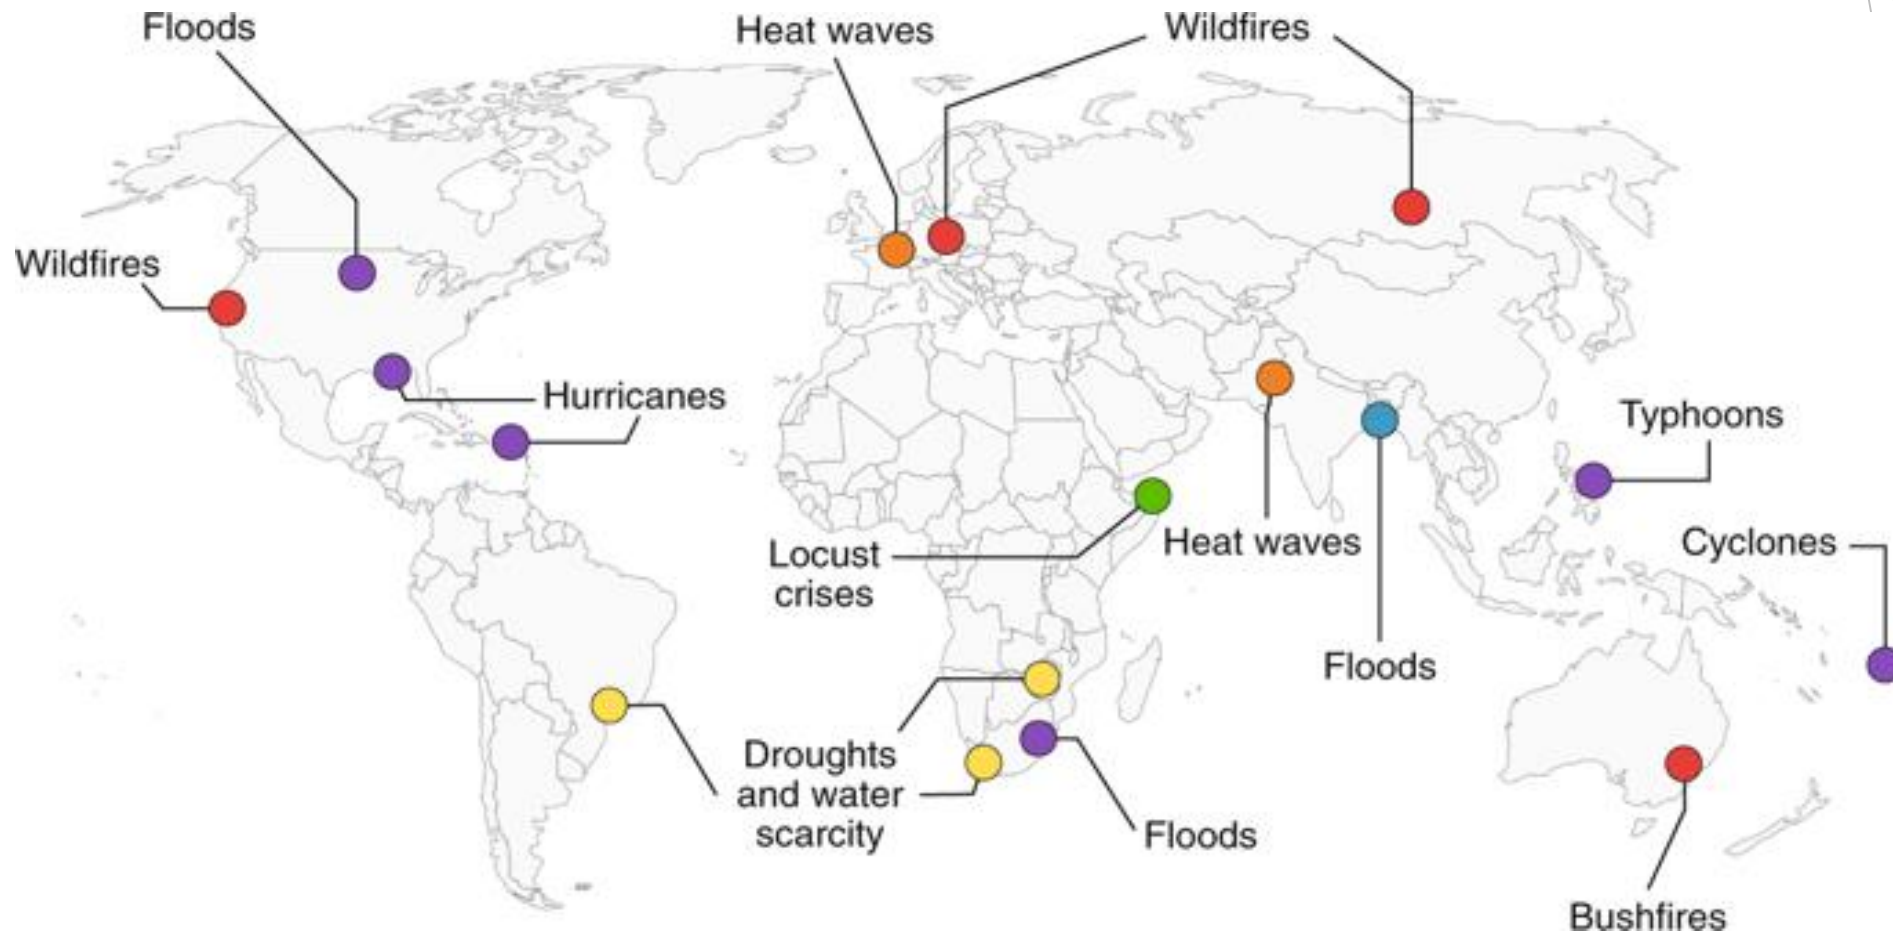 Floods
Heat waves
Wildfires
Wildfires
Hurricanes
Typhoons
Cyclones
Locust
crises
Heat waves
Floods
Droughts
and water
scarcity
Floods
Bushfires